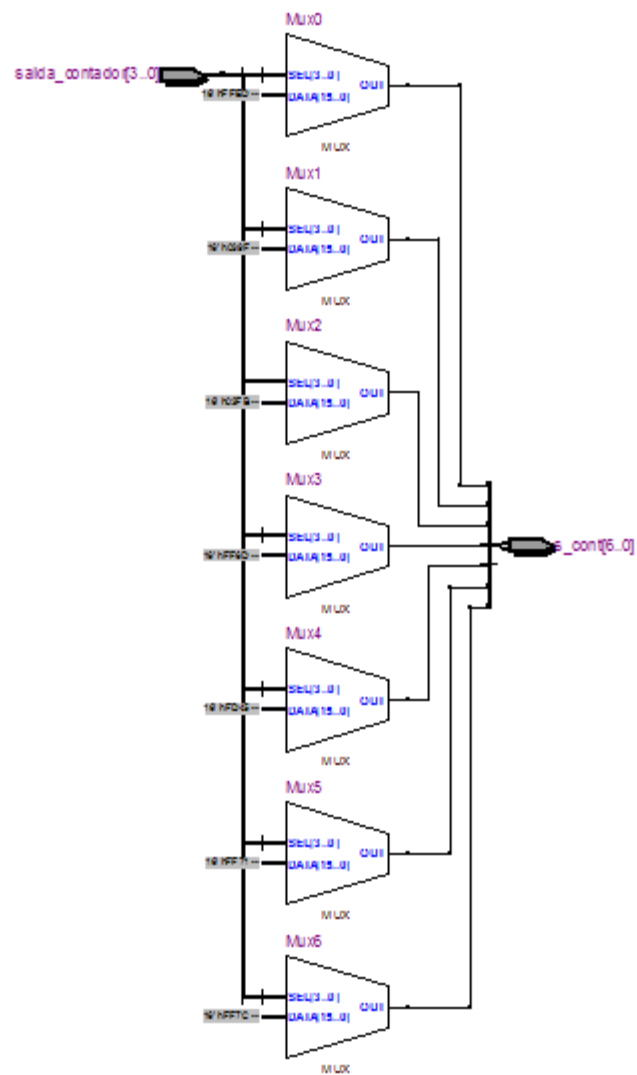 Mux0
saida_contador[3..0]
SEL[3..0]
OUT
DATA[15..0]
MUX
Mux1
SEL[3..0]
OUT
DATA[15..0]
MUX
Mux2
SEL[3..0]
OUT
DATA[15..0]
MUX
Mux3
SEL[3..0]
OUT
s_cont[6..0]
DATA[15..0]
MUX
Mux4
SEL[3..0]
OUT
DATA[15..0]
MUX
Mux5
SEL[3..0]
OUT
DATA[15..0]
MUX
Mux6
SEL[3..0]
OUT
DATA[15..0]
MUX